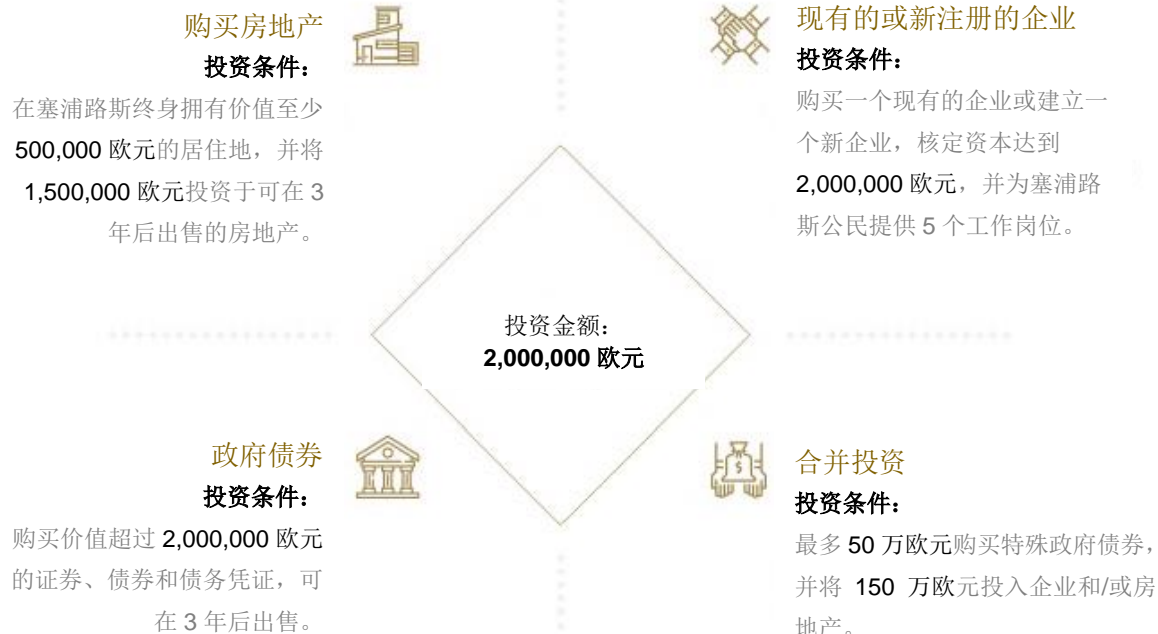 购买房地产
投资条件：
在塞浦路斯终身拥有价值至少
500,000 欧元的居住地，并将
1,500,000 欧元投资于可在 3
年后出售的房地产。
现有的或新注册的企业
投资条件：
购买一个现有的企业或建立一
个新企业，核定资本达到
2,000,000 欧元，并为塞浦路
斯公民提供 5 个工作岗位。
投资金额：
2,000,000 欧元
政府债券
投资条件：
购买价值超过 2,000,000 欧元
的证券、债券和债务凭证，可
在 3 年后出售。
合并投资
投资条件：
最多 50 万欧元购买特殊政府债券，
并将 150 万欧元投入企业和/或房
地产。